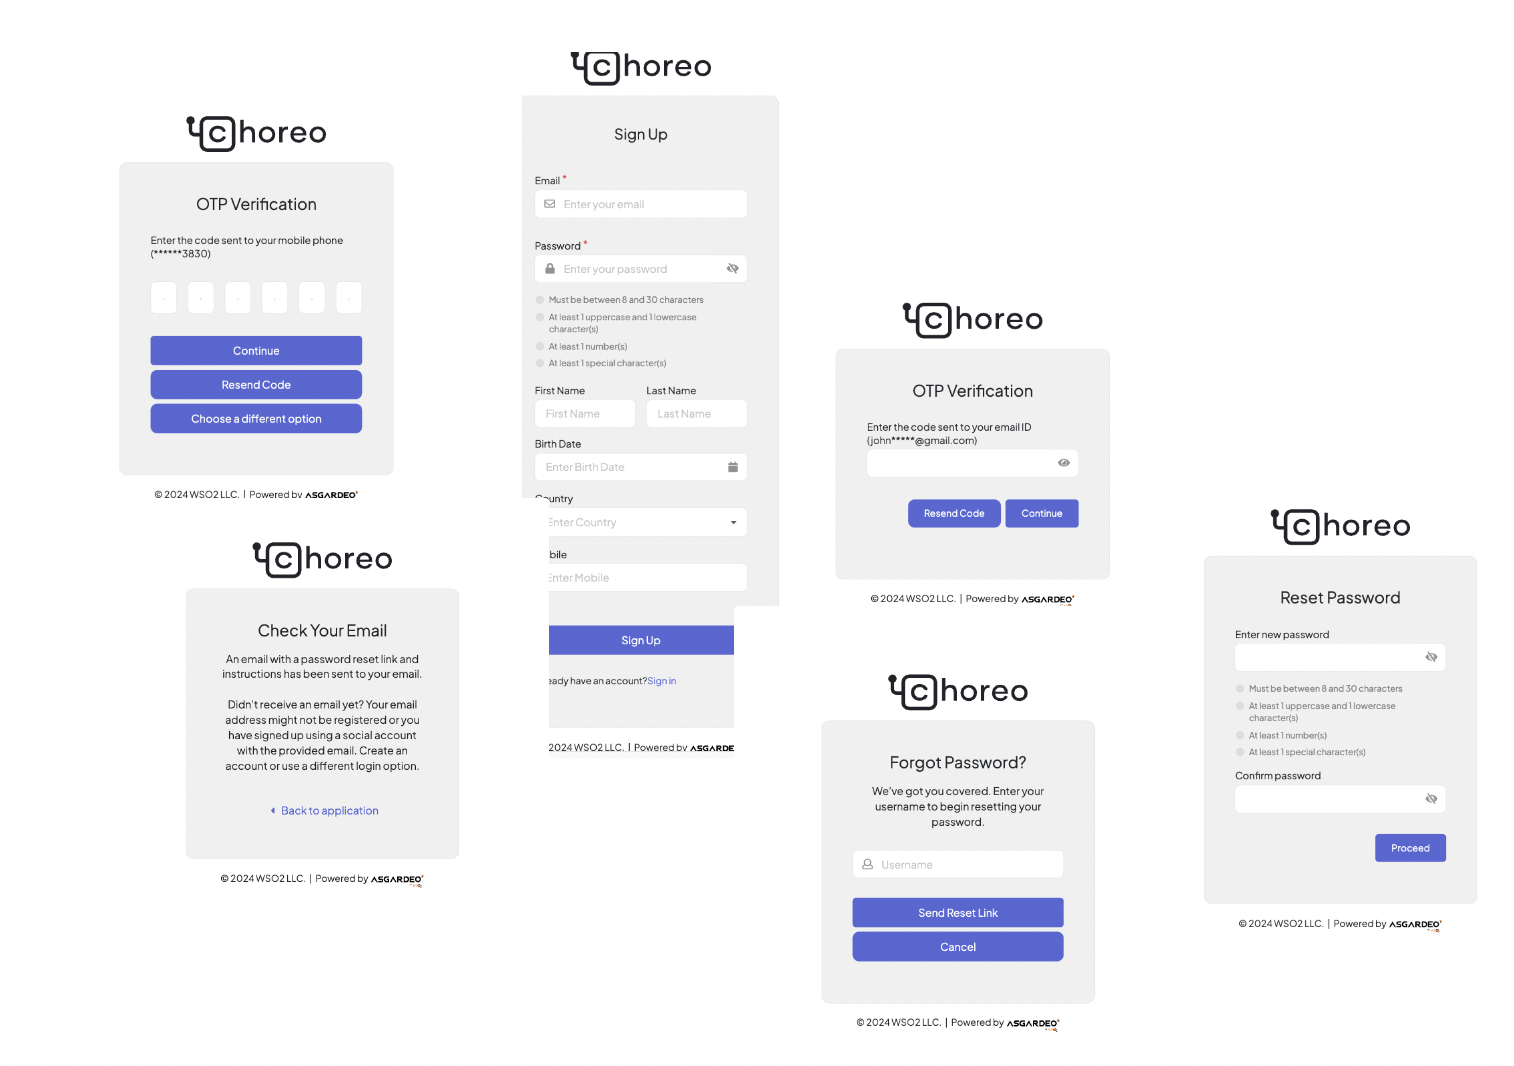 choreo
OTP Verification
Enter the code sent to your mobile phone
(******3830)
Continue
Resend Code
Choose a different option
© 2024 WSO2 LLC. | Powered by ASGARDEO
choreo
Check Your Email
An email with a password reset link and
instructions has been sent to your email.
Didn't receive an email yet? Your email
address might not be registered or you
have signed up using a social account
with the provided email. Create an
account or use a different login option.
Back to application
© 2024 WSO2 LLC. | Powered by ASGARDEO
choreo
Sign Up
Email *
Enter your email
Password *
Enter your password
Must be between 8 and 30 characters
At least 1 uppercase and 1 lowercase
character(s)
At least 1 number(s)
At least 1 special character(s)
First Name Last Name
First Name Last Name
Birth Date
Enter Birth Date
Country
Enter Country
bile
Enter Mobile
Sign Up
eady have an account? Sign in
2024 WSO2 LLC. | Powered by ASGARDE
choreo
OTP Verification
Enter the code sent to your email ID
(john*****@gmail.com)
Resend Code Continue
© 2024 WSO2 LLC. | Powered by ASGARDEO
choreo
Forgot Password?
We've got you covered. Enter your
username to begin resetting your
password.
Username
Send Reset Link
Cancel
© 2024 WSO2 LLC. | Powered by ASGARDEO
choreo
Reset Password
Enter new password
Must be between 8 and 30 characters
At least 1 uppercase and 1 lowercase
character(s)
At least 1 number(s)
At least 1 special character(s)
Confirm password
Proceed
© 2024 WSO2 LLC. | Powered by ASGARDEO